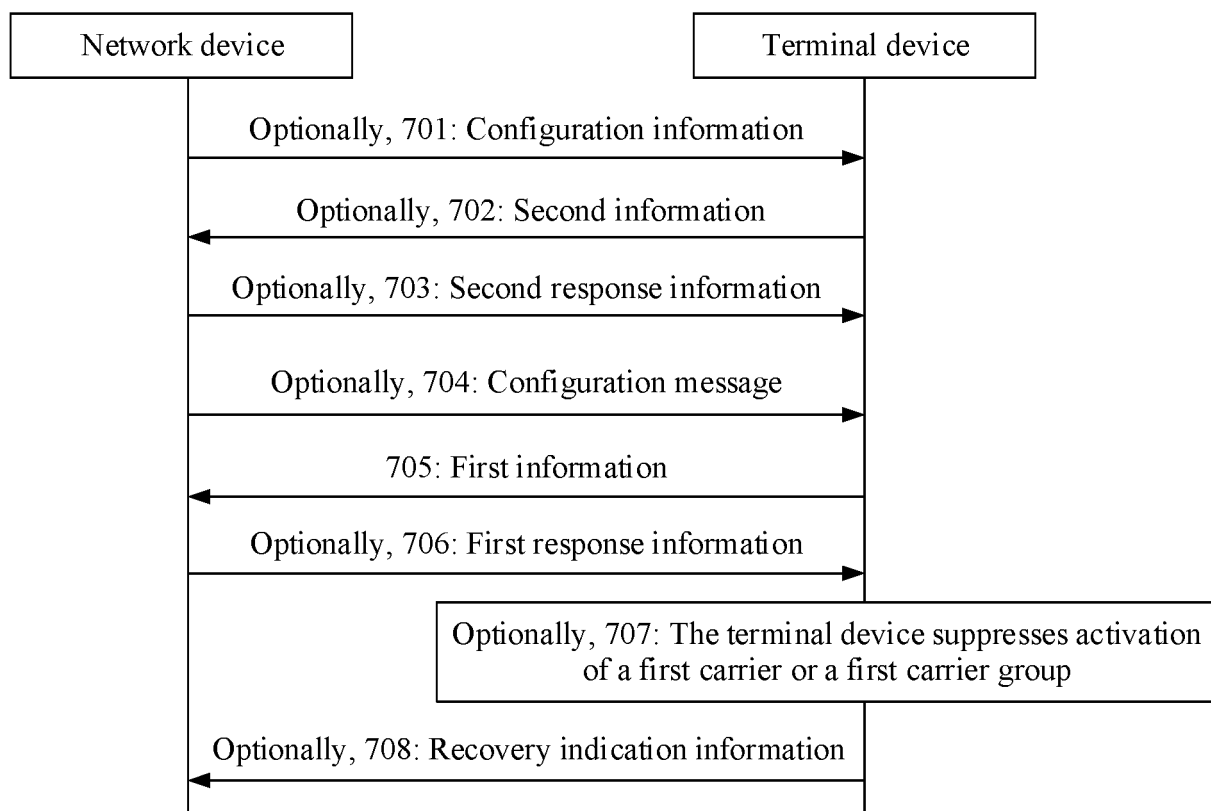 Network device
Terminal device
Optionally, 701: Configuration information
Optionally, 702: Second information
Optionally, 703: Second response information
Optionally, 704: Configuration message
705: First information
Optionally, 706: First response information
Optionally, 707: The terminal device suppresses activation
of a first carrier or a first carrier group
Optionally, 708: Recovery indication information